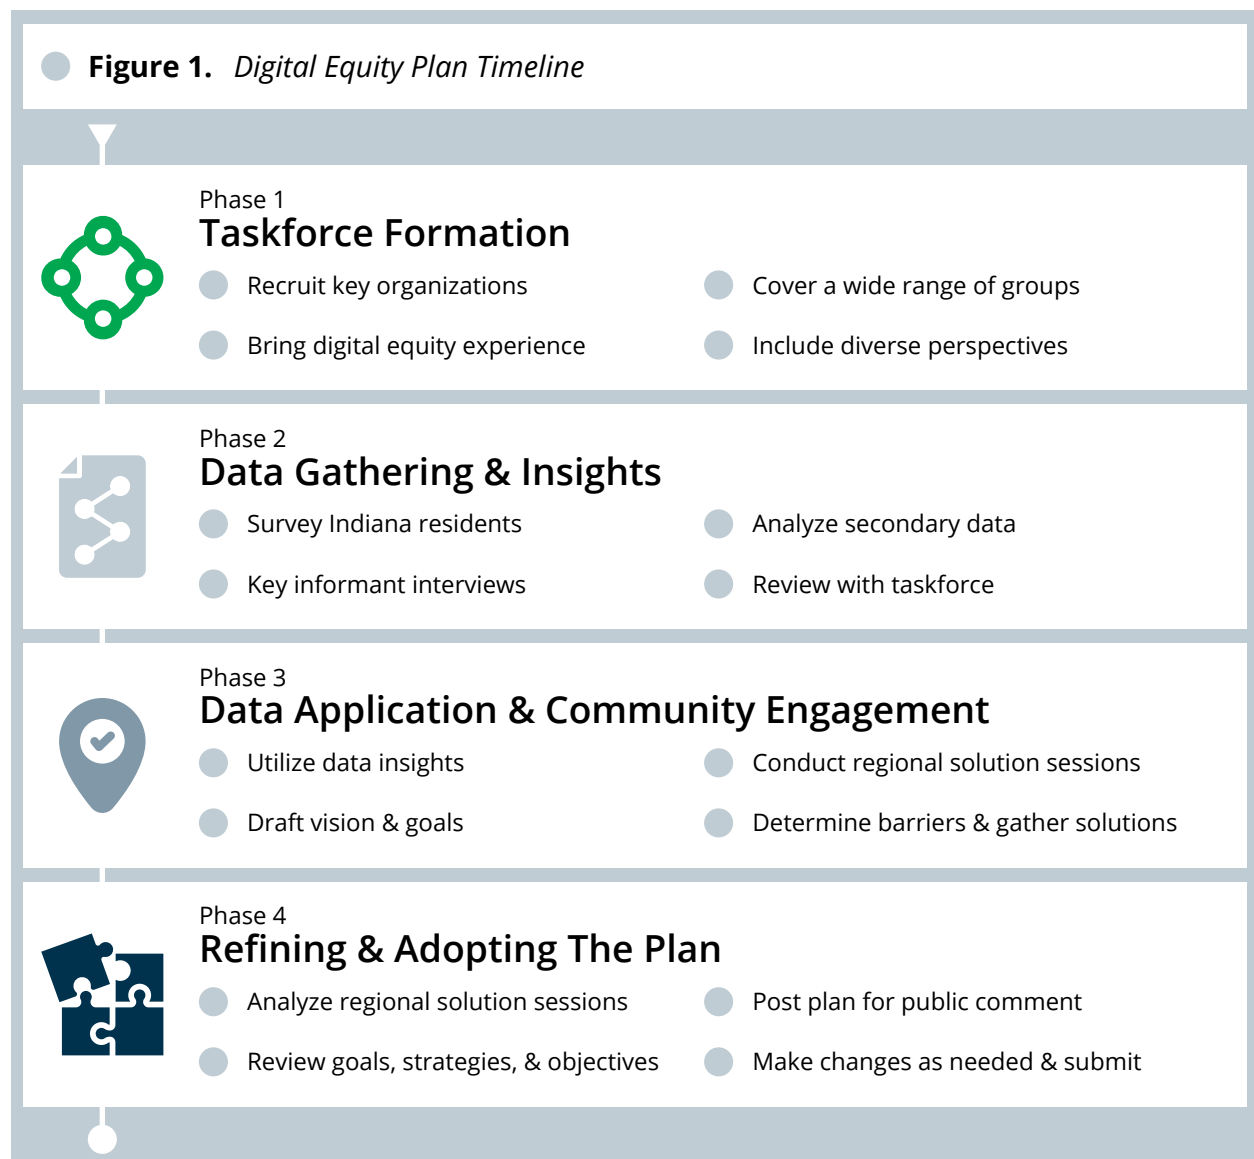 Figure 1. Digital Equity Plan Timeline
Phase 1
Taskforce Formation
Recruit key organizations
Bring digital equity experience
Cover a wide range of groups
Include diverse perspectives
Phase 2
Data Gathering & Insights
Survey Indiana residents
Key informant interviews
Analyze secondary data
Review with taskforce
Phase 3
Data Application & Community Engagement
Utilize data insights
Draft vision & goals
Conduct regional solution sessions
Determine barriers & gather solutions
Phase 4
Refining & Adopting The Plan
Analyze regional solution sessions
Review goals, strategies, & objectives
Post plan for public comment
Make changes as needed & submit